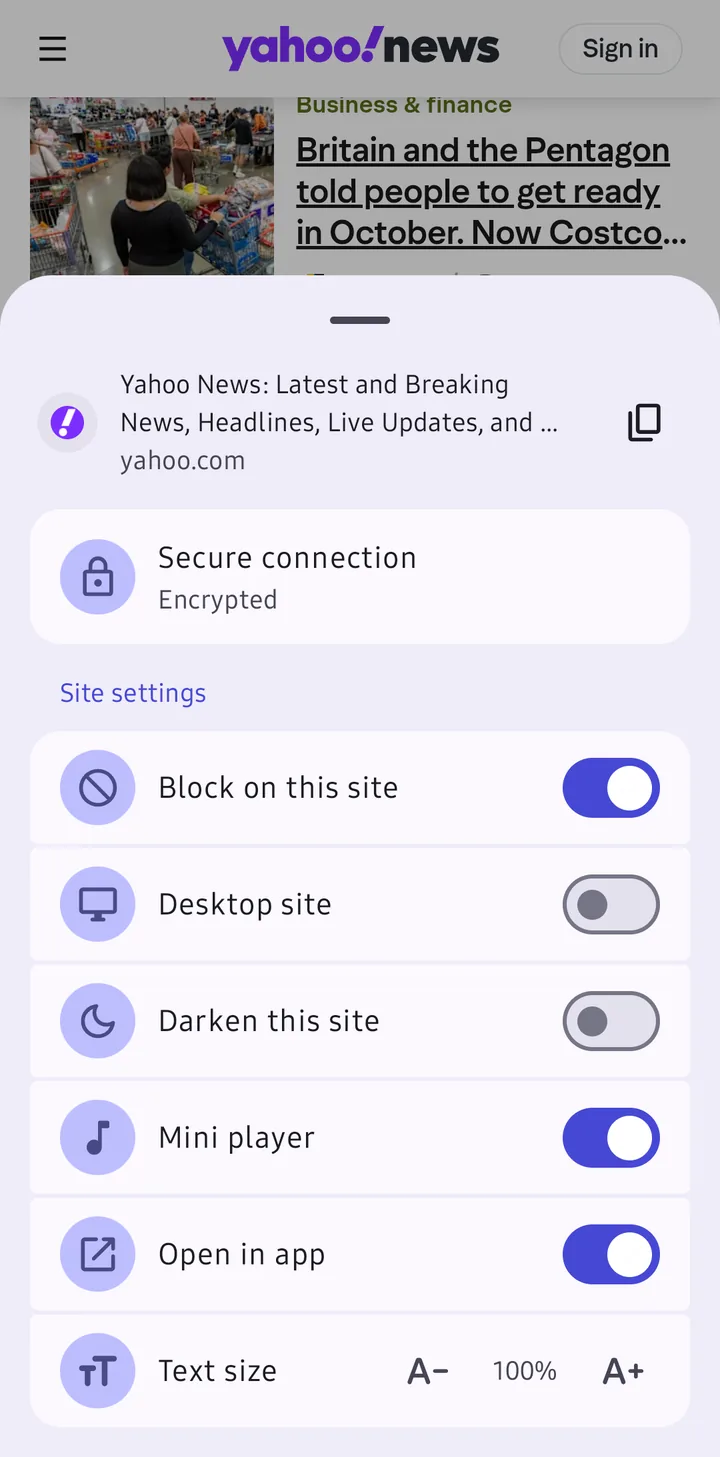 yahoo!news
Sign in
Business & finance
Britain and the Pentagon
told people to get ready
in October. Now Costco...
Yahoo News: Latest and Breaking
News, Headlines, Live Updates, and ...
yahoo.com
Secure connection
Encrypted
Site settings
Block on this site
Desktop site
Darken this site
Mini player
Open in app
Text size A− 100% A+